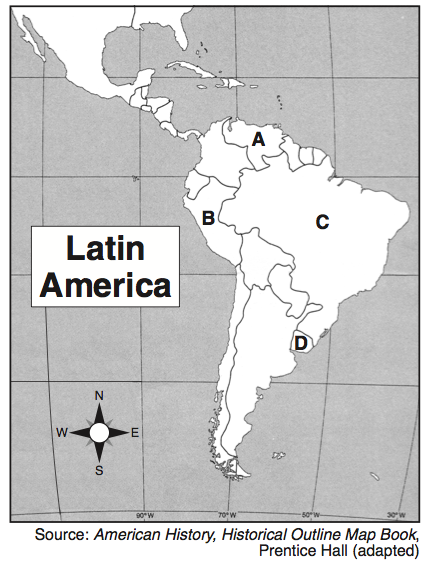 A
B
C
Latin
America
D
N
W
E
S
90°W
70°W
50°W
30°W
Source: American History, Historical Outline Map Book,
Prentice Hall (adapted)